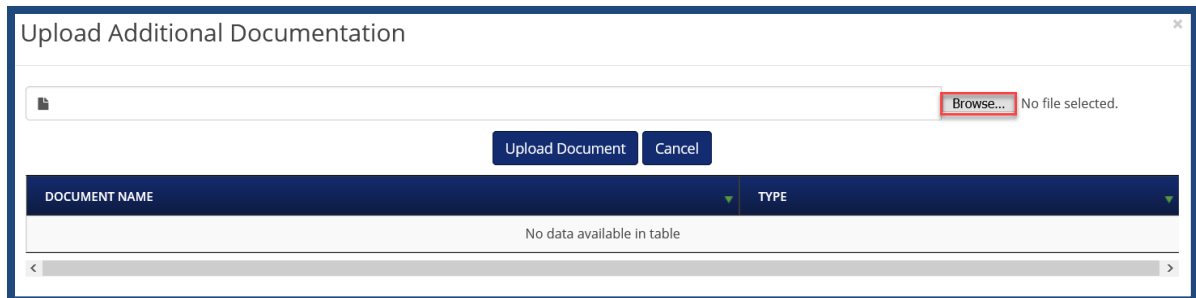 Upload Additional Documentation
×
Browse... No file selected.
Upload Document Cancel
DOCUMENT NAME TYPE
No data available in table